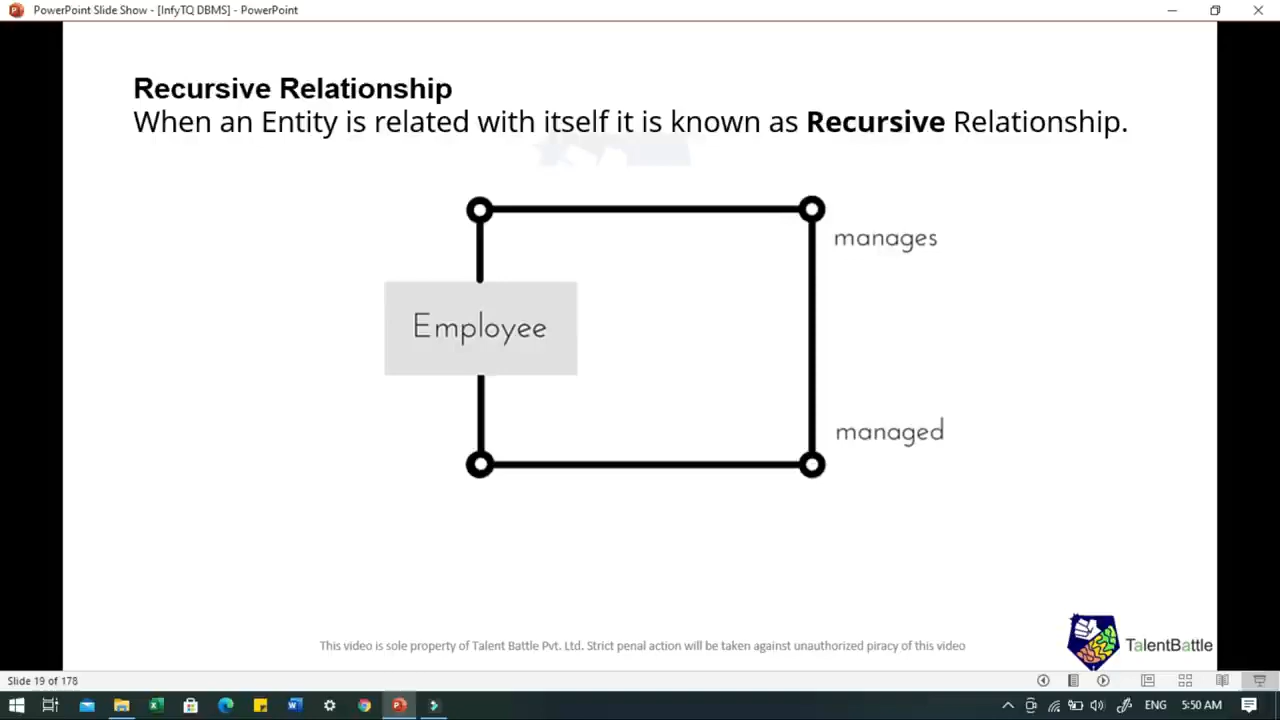 PowerPoint Slide Show - [InfyTQ DBMS] - PowerPoint
Recursive Relationship
When an Entity is related with itself it is known as Recursive Relationship.
manages
Employee
managed
This video is sole property of Talent Battle Pvt. Ltd. Strict penal action will be taken against unauthorized piracy of this video
TalentBattle
Slide 19 of 178
ENG 5:50 AM